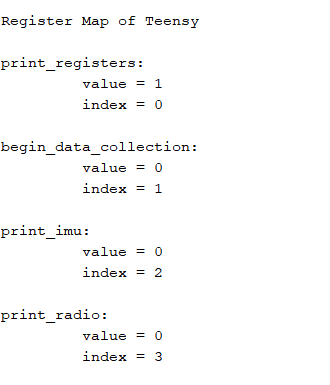 Register Map of Teensy
print_registers:
value = 1
index = 0
begin_data_collection:
value = 0
index = 1
print_imu:
value = 0
index = 2
print_radio:
value = 0
index = 3